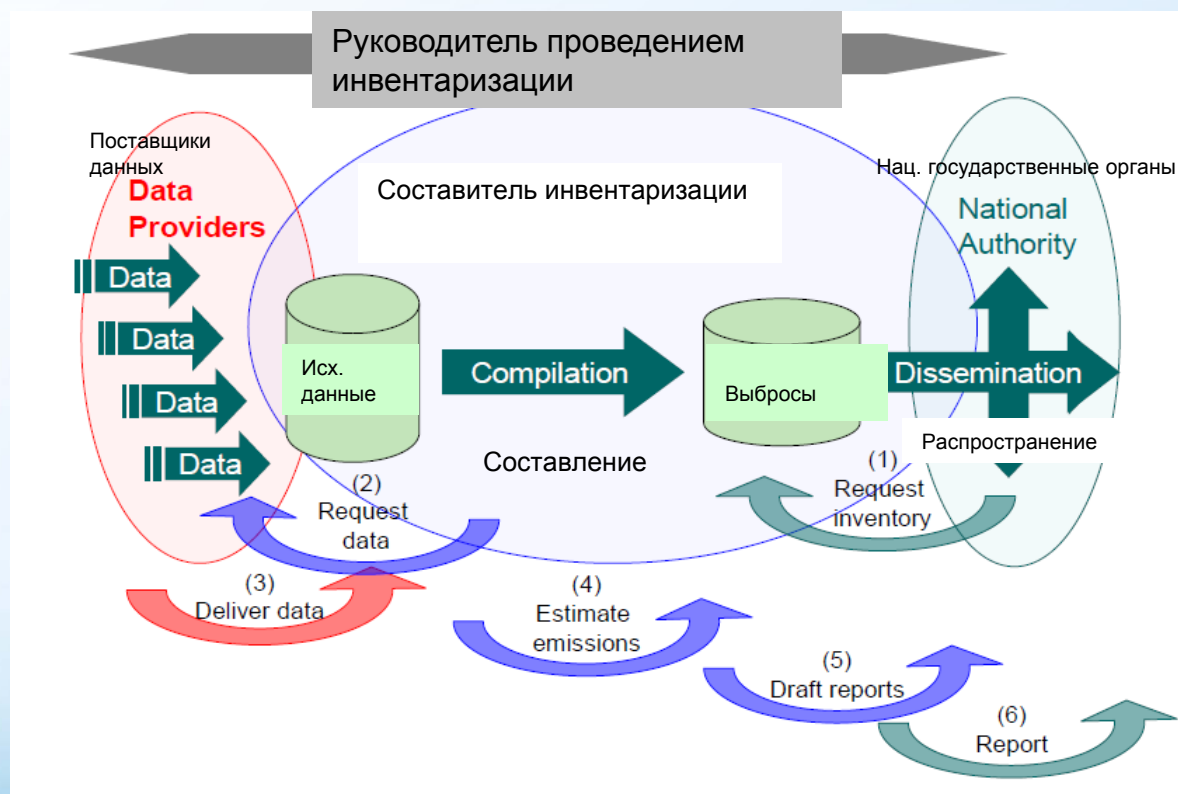 Руководитель проведением
инвентаризации
Поставщики
данных
Data
Providers
Составитель инвентаризации
Нац. государственные органы
National
Authority
Data
Data
Data
Data
Исх.
данные
Compilation
Составление
Выбросы
Dissemination
Распространение
(1)
Request
inventory
(2)
Request
data
(3)
Deliver data
(4)
Estimate
emissions
(5)
Draft reports
(6)
Report